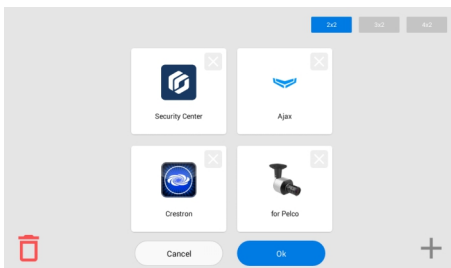 2x2
3x2
4x2
Security Center
Ajax
Crestron
for Pelco
Cancel
Ok